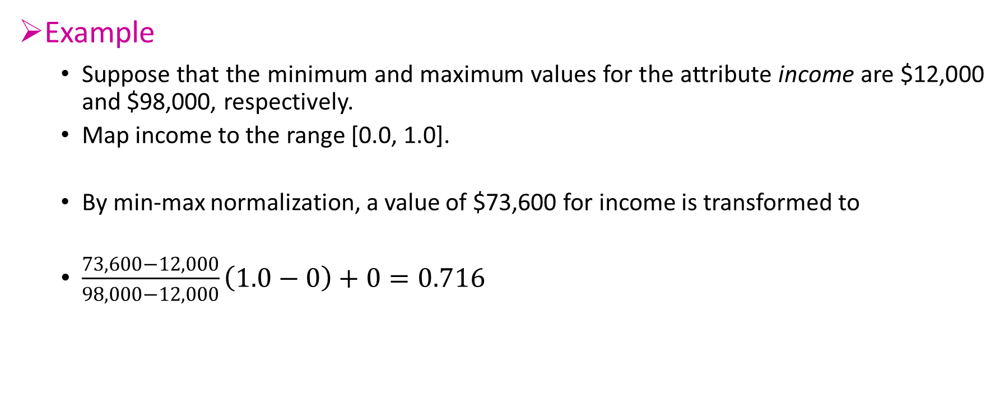 ➢Example
• Suppose that the minimum and maximum values for the attribute income are $12,000
and $98,000, respectively.
• Map income to the range [0.0, 1.0].
• By min-max normalization, a value of $73,600 for income is transformed to
• 73,600−12,000
98,000−12,000 (1.0 − 0) + 0 = 0.716